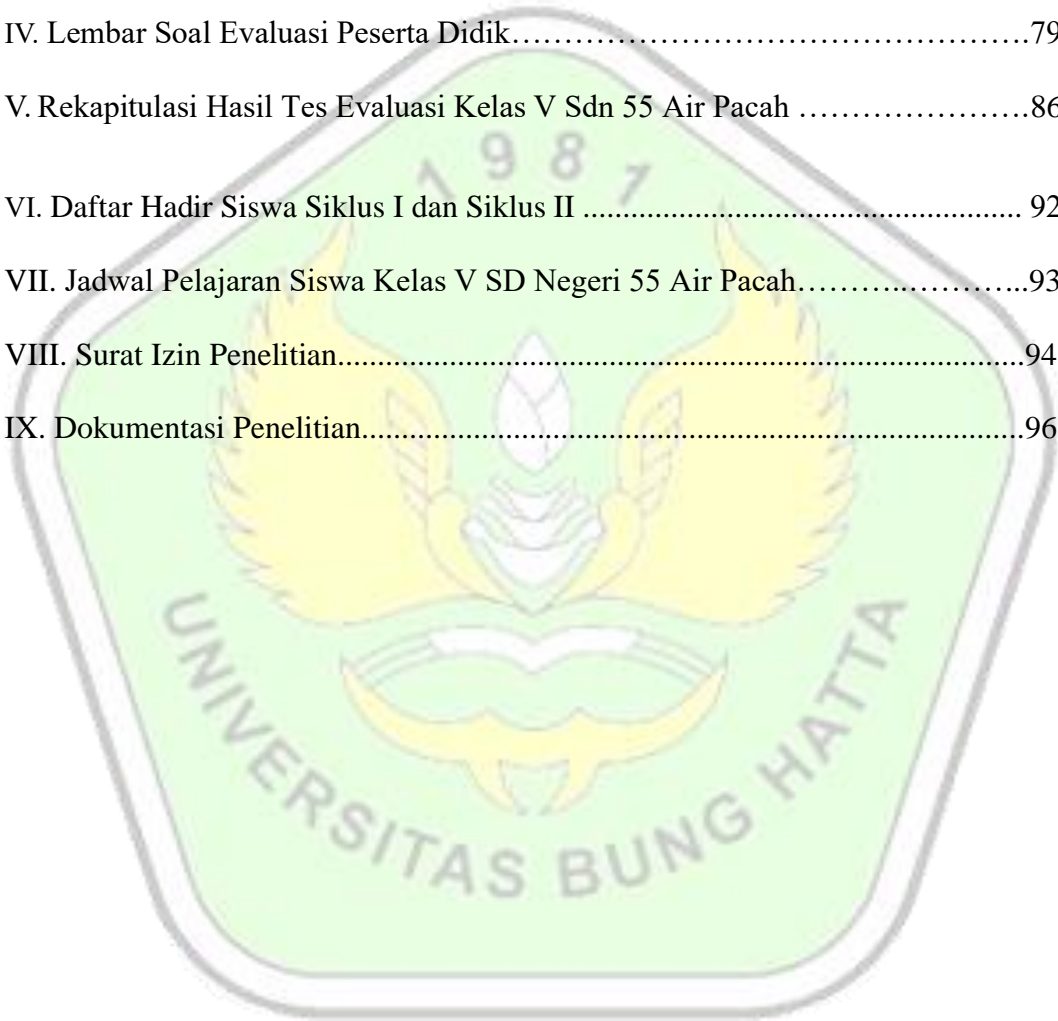 IV. Lembar Soal Evaluasi Peserta Didik……………………………………………….79
V. Rekapitulasi Hasil Tes Evaluasi Kelas V Sdn 55 Air Pacah ………………….86
1981
VI. Daftar Hadir Siswa Siklus I dan Siklus II .......................................................... 92
VII. Jadwal Pelajaran Siswa Kelas V SD Negeri 55 Air Pacah………..………...93
VIII. Surat Izin Penelitian...........................................................................................94
IX. Dokumentasi Penelitian........................................................................................96
UNIVERSITAS BUNG HATTA